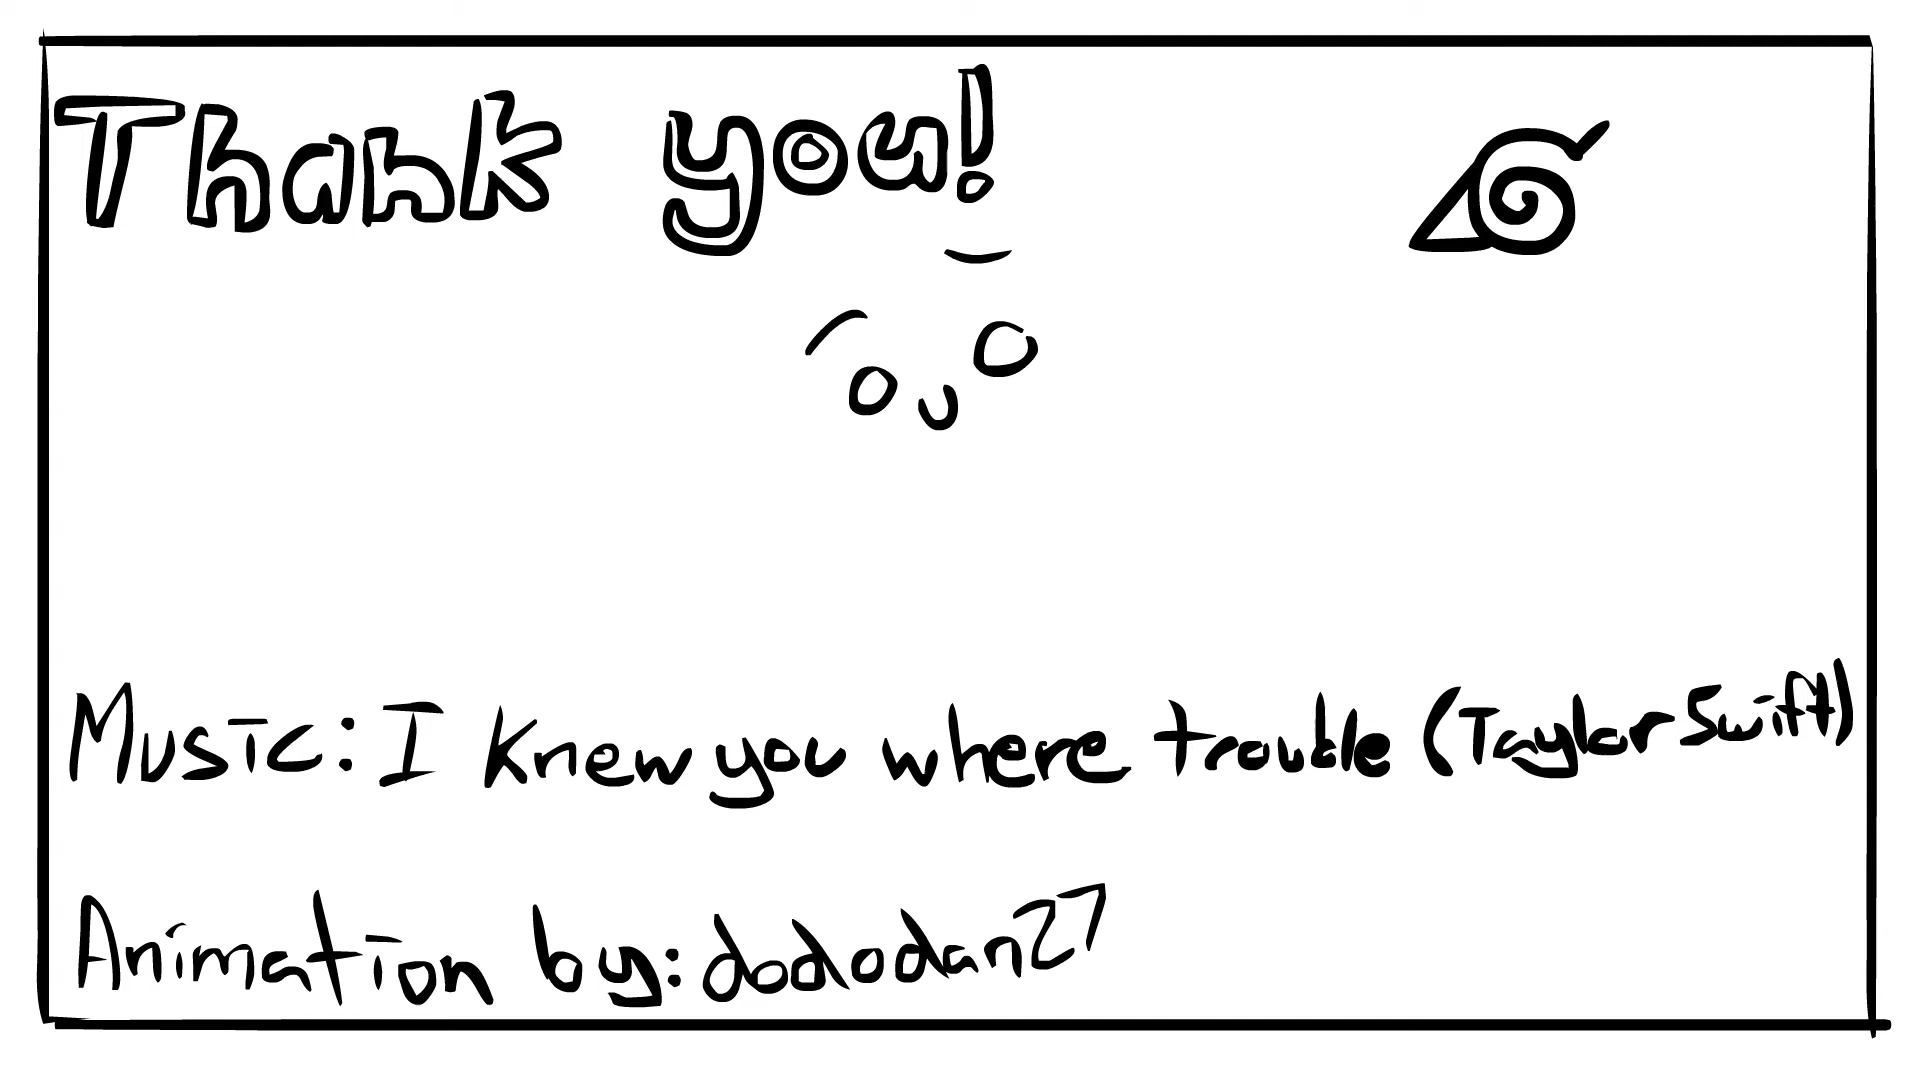 Thank you!
Music: I knew you where trouble (Taylor Swift)
Animation by: dododan27